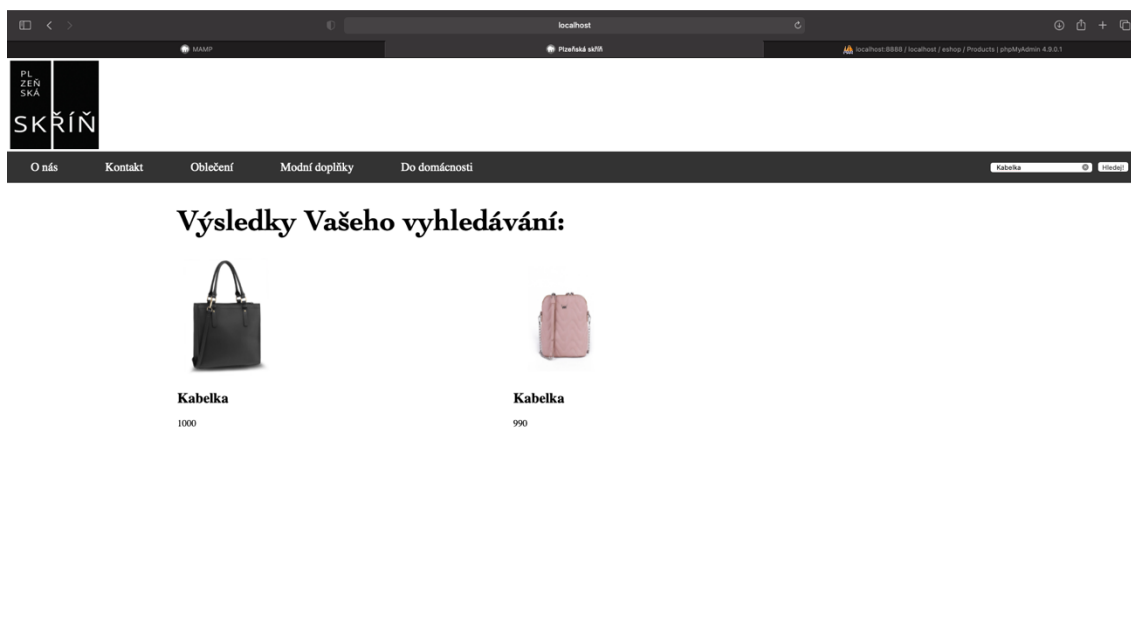 localhost
MAMP
Plzeňská skříň
localhost:8888 / localhost / eshop / Products | phpMyAdmin 4.9.0.1
PL
ZEŇ
SKÁ
SKŘÍŇ
O nás Kontakt Oblečení Modní doplňky Do domácnosti Kabelka Hledej!
Výsledky Vašeho vyhledávání:
Kabelka Kabelka
1000 990